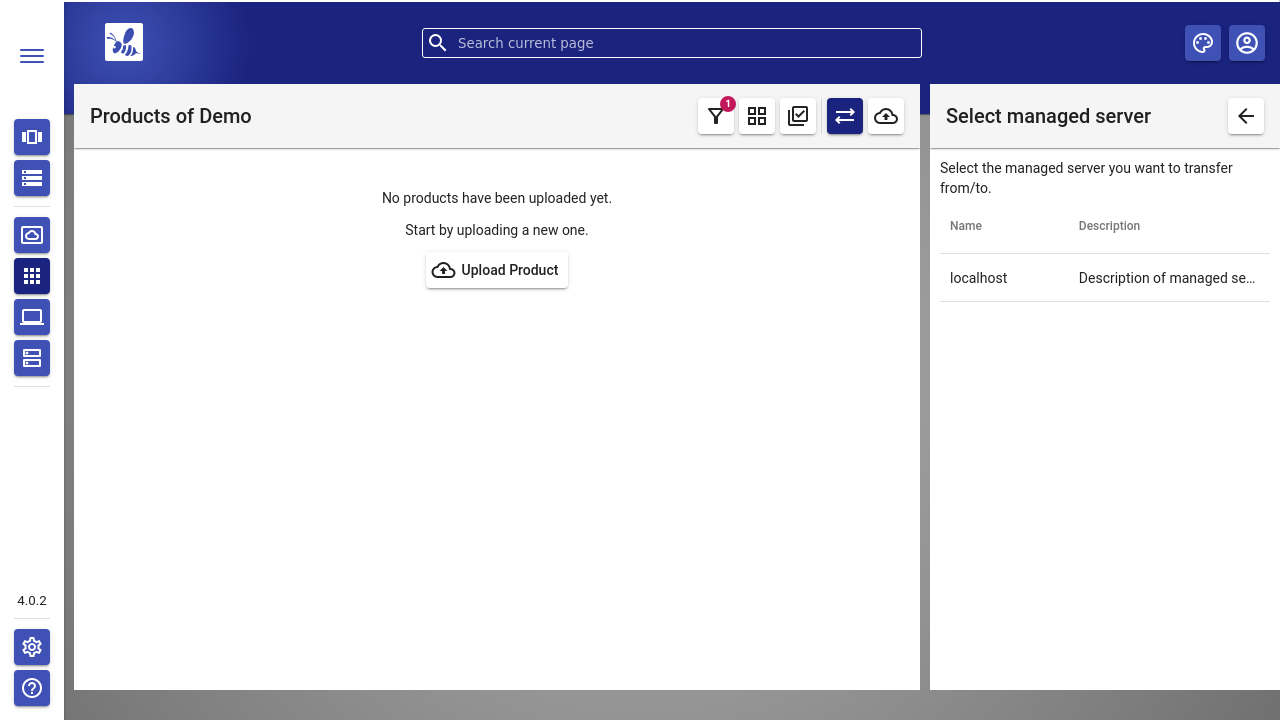 Search current page
Products of Demo
1
Select managed server
No products have been uploaded yet.
Start by uploading a new one.
Upload Product
Select the managed server you want to transfer
from/to.
Name Description
localhost Description of managed se...
4.0.2